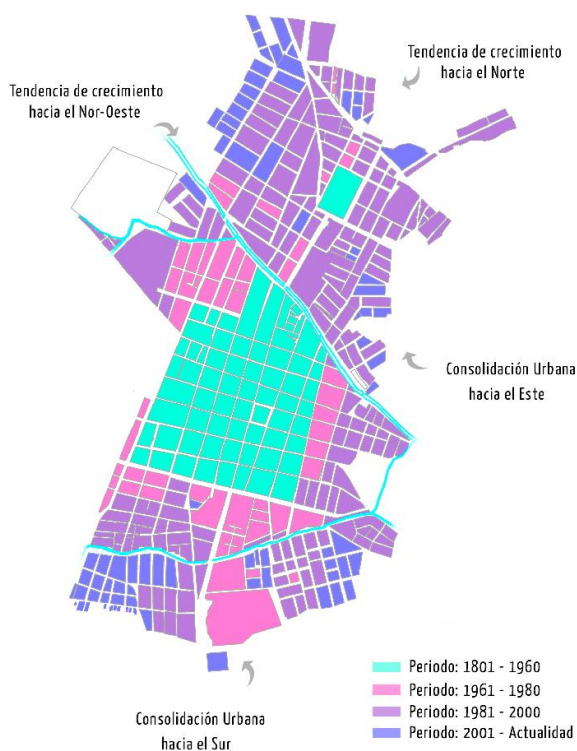 Tendencia de crecimiento
hacia el Norte
Tendencia de crecimiento
hacia el Nor-Oeste
Consolidación Urbana
hacia el Este
Periodo: 1801 - 1960
Periodo: 1961 - 1980
Periodo: 1981 - 2000
Periodo: 2001 - Actualidad
Consolidación Urbana
hacia el Sur